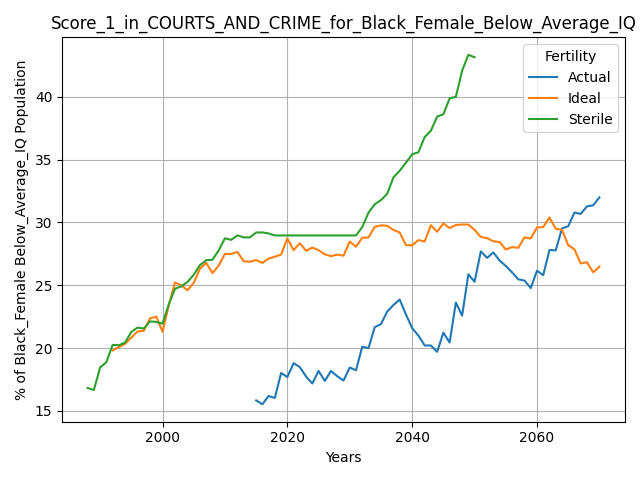 Score_1_in_COURTS_AND_CRIME_for_Black_Female_Below_Average_IQ
% of Black_Female Below_Average_IQ Population
Fertility
Actual
Ideal
Sterile
40
35
30
25
20
15
2000
2020
2040
2060
Years